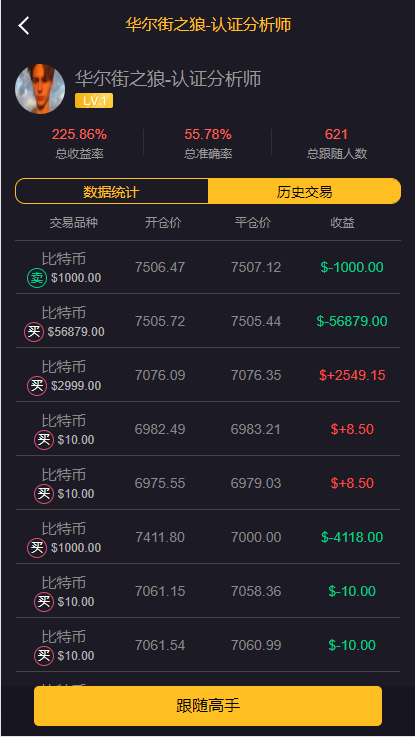 华尔街之狼-认证分析师
华尔街之狼-认证分析师
LV.1
225.86% 55.78% 621
总收益率 总准确率 总跟随人数
数据统计 历史交易
交易品种 开仓价 平仓价 收益
比特币
卖 $1000.00 7506.47 7507.12 $-1000.00
比特币
买 $56879.00 7505.72 7505.44 $-56879.00
比特币
买 $2999.00 7076.09 7076.35 $+2549.15
比特币
买 $10.00 6982.49 6983.21 $+8.50
比特币
买 $10.00 6975.55 6979.03 $+8.50
比特币
买 $1000.00 7411.80 7000.00 $-4118.00
比特币
买 $10.00 7061.15 7058.36 $-10.00
比特币
买 $10.00 7061.54 7060.99 $-10.00
跟随高手